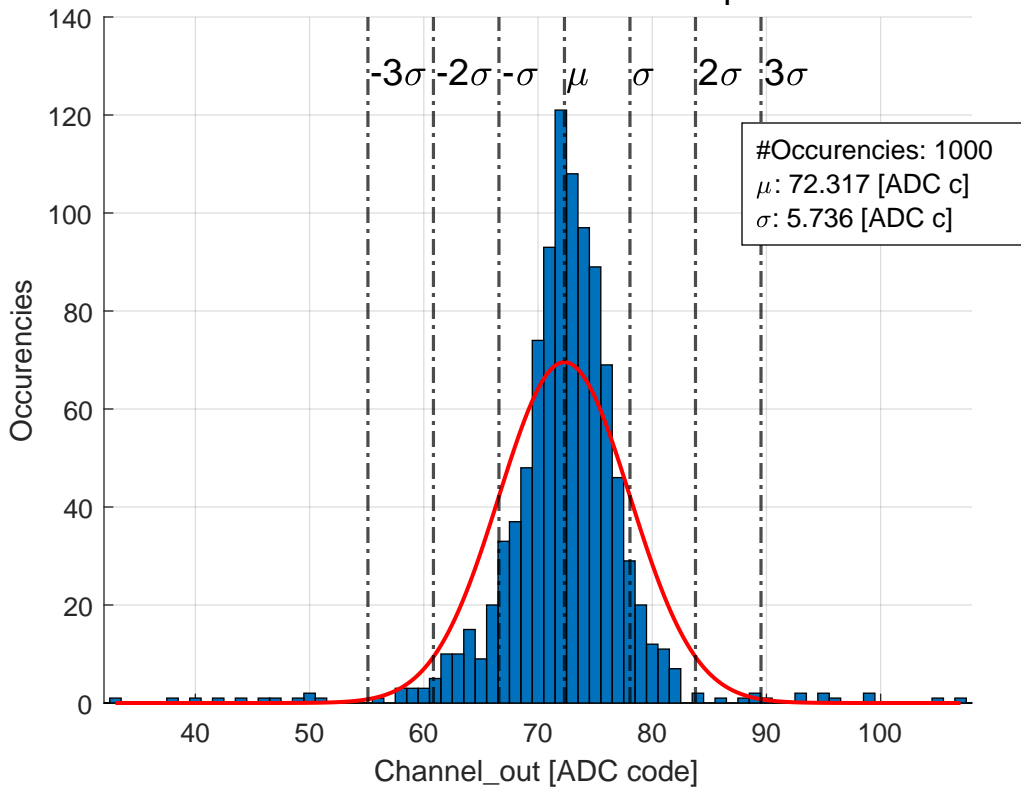 140
120
100
80
60
40
20
0
-3σ -2σ -σ μ σ 2σ 3σ
#Occurencies: 1000
μ: 72.317 [ADC c]
σ: 5.736 [ADC c]
Occurencies
40 50 60 70 80 90 100
Channel_out [ADC code]